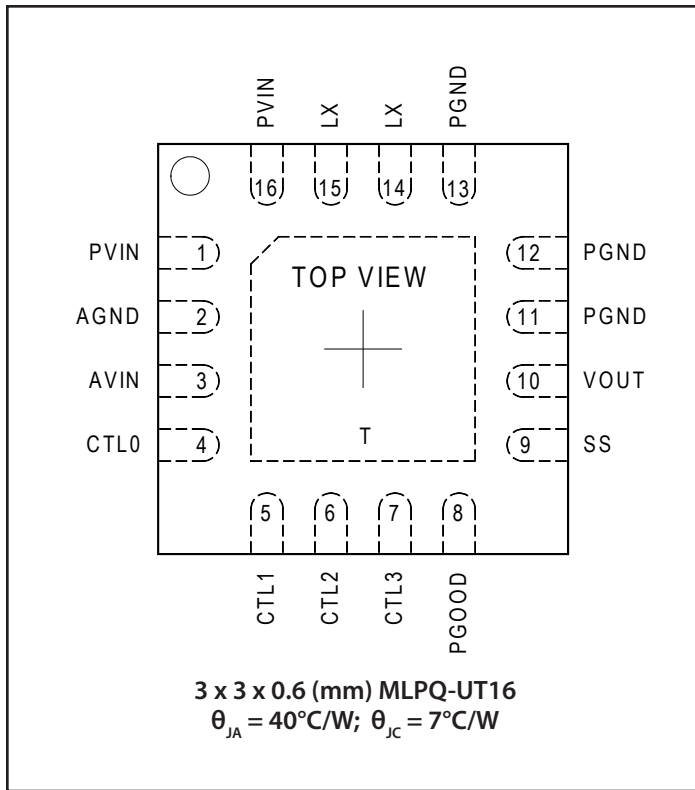 PVIN
LX
LX
PGND
16
15
14
13
PVIN 1
AGND 2
AVIN 3
CTL0 4
12 PGND
11 PGND
10 VOUT
9 SS
TOP VIEW
T
5
6
7
8
CTL1
CTL2
CTL3
PGOOD
3 x 3 x 0.6 (mm) MLPQ-UT16
θJA = 40°C/W; θJC = 7°C/W